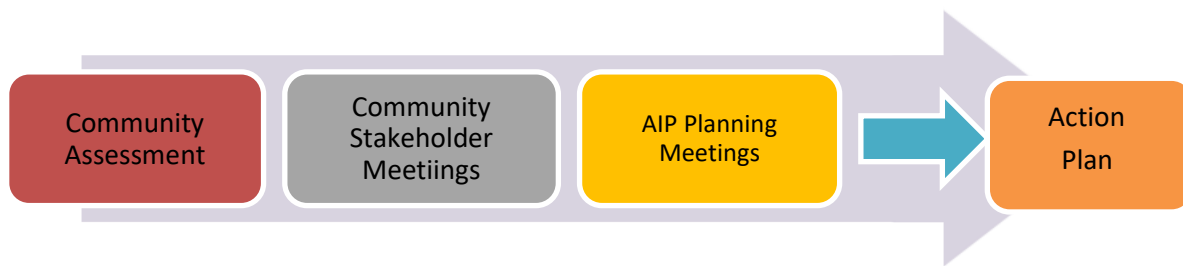 Community
Assessment
Community
Stakeholder
Meetiings
AIP Planning
Meetings
Action
Plan